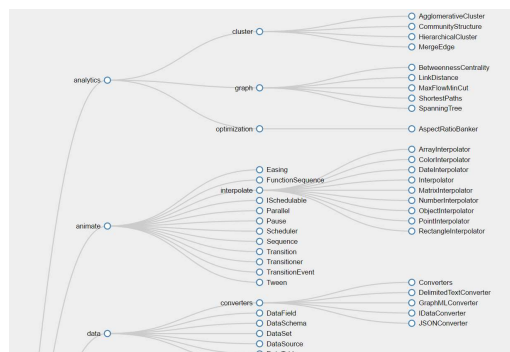 AgglomerativeCluster
cluster
CommunityStructure
HierarchicalCluster
MergeEdge
BetweennessCentrality
analytics
LinkDistance
graph
MaxFlowMinCut
ShortestPaths
SpanningTree
optimization
AspectRatioBanker
ArrayInterpolator
ColorInterpolator
Easing
DateInterpolator
FunctionSequence
Interpolator
interpolate
MatrixInterpolator
ISchedulable
NumberInterpolator
Parallel
ObjectInterpolator
Pause
PointInterpolator
animate
Scheduler
RectangleInterpolator
Sequence
Transition
Transitioner
TransitionEvent
Tween
Converters
DelimitedTextConverter
converters
GraphMLConverter
DataField
IDataConverter
DataSchema
JSONConverter
data
DataSet
DataSource